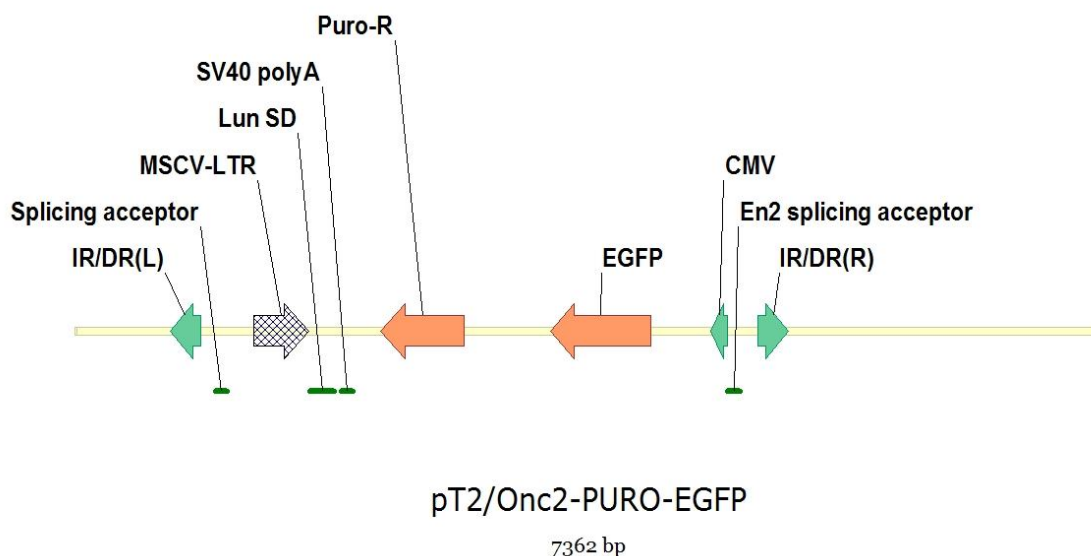 Puro-R
SV40 polyA
Lun SD
MSCV-LTR
CMV
Splicing acceptor
En2 splicing acceptor
IR/DR(L)
EGFP
IR/DR(R)
pT2/Onc2-PURO-EGFP
7362 bp